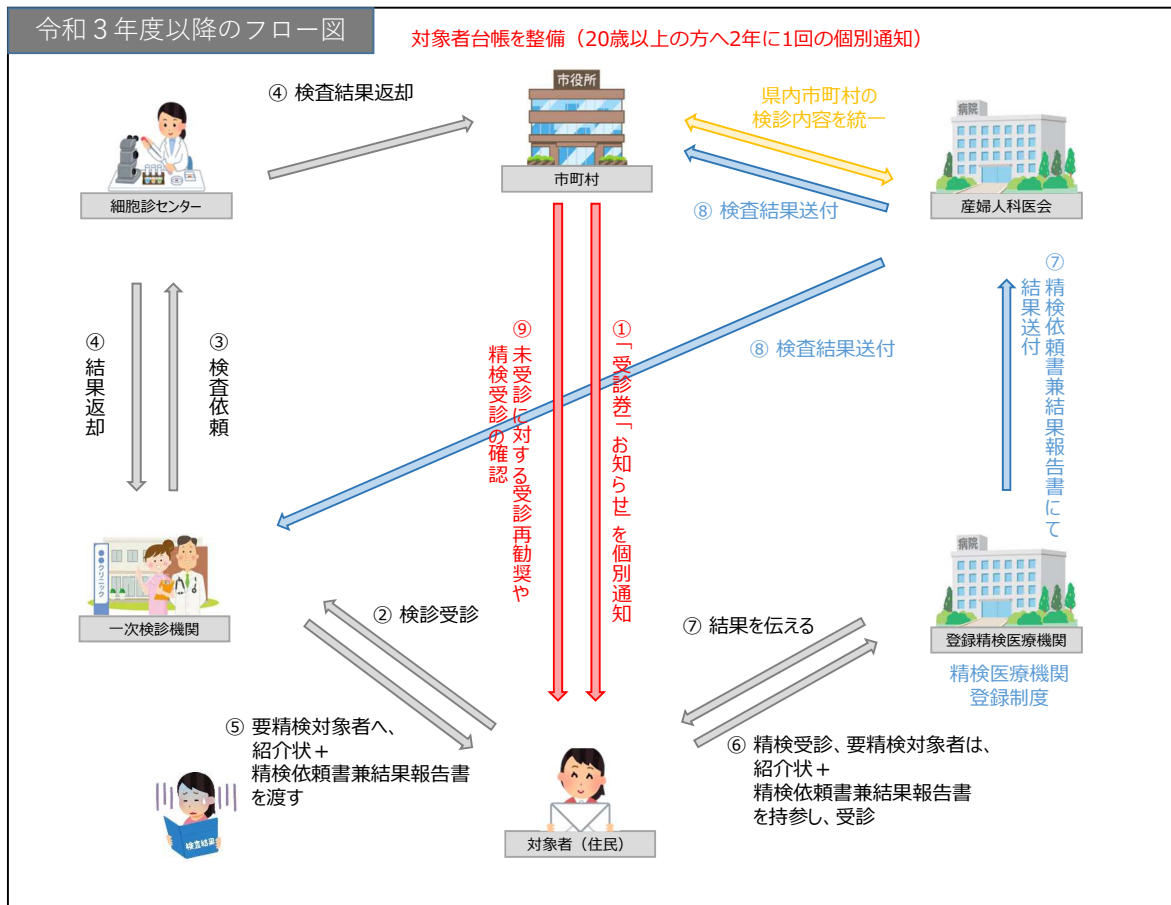 令和３年度以降のフロー図
対象者台帳を整備（20歳以上の方へ2年に1回の個別通知）
④ 検査結果返却
市役所
県内市町村の
検診内容を統一
病院
細胞診センター
市町村
産婦人科医会
⑧ 検査結果送付
⑦ 精検依頼書兼結果報告書にて
結果送付
④ 結果返却
③ 検査依頼
⑨ 未受診に対する受診再勧奨や
精検受診の確認
①「受診券」「お知らせ」を個別通知
⑧ 検査結果送付
クリニック
病院
一次検診機関
② 検診受診
⑦ 結果を伝える
登録精検医療機関
精検医療機関
登録制度
⑤ 要精検対象者へ、
紹介状＋
精検依頼書兼結果報告書
を渡す
⑥ 精検受診、要精検対象者は、
紹介状＋
精検依頼書兼結果報告書
を持参し、受診
検査結果
対象者（住民）